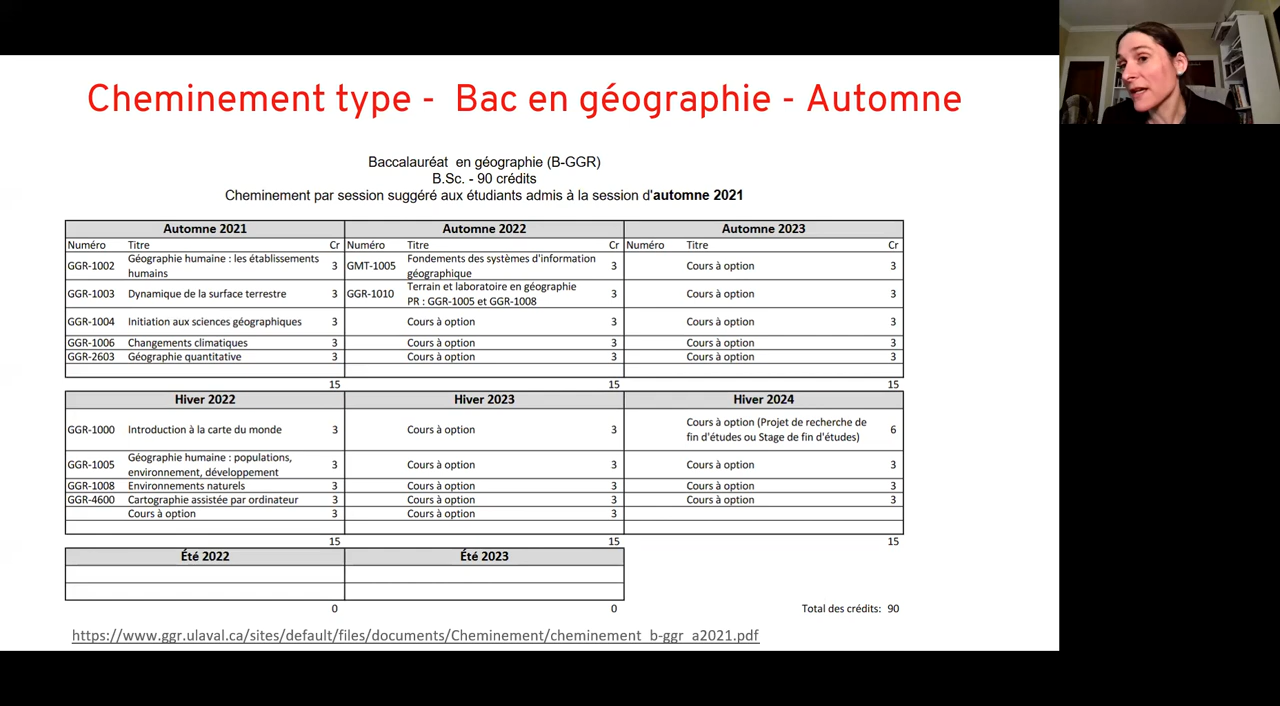 Cheminement type - Bac en géographie - Automne
Baccalauréat en géographie (B-GGR)
B.Sc. - 90 crédits
Cheminement par session suggéré aux étudiants admis à la session d'automne 2021
Automne 2021 Automne 2022 Automne 2023
Numéro Titre Cr Numéro Titre Cr Numéro Titre Cr
GGR-1002 Géographie humaine : les établissements humains 3 GMT-1005 Fondements des systèmes d'information géographique 3 Cours à option 3
GGR-1003 Dynamique de la surface terrestre 3 GGR-1010 Terrain et laboratoire en géographie PR : GGR-1005 et GGR-1008 3 Cours à option 3
GGR-1004 Initiation aux sciences géographiques 3 Cours à option 3 Cours à option 3
GGR-1006 Changements climatiques 3 Cours à option 3 Cours à option 3
GGR-2603 Géographie quantitative 3 Cours à option 3 Cours à option 3
15 15 15
Hiver 2022 Hiver 2023 Hiver 2024
GGR-1000 Introduction à la carte du monde 3 Cours à option 3 Cours à option (Projet de recherche de fin d'études ou Stage de fin d'études) 6
GGR-1005 Géographie humaine : populations, environnement, développement 3 Cours à option 3 Cours à option 3
GGR-1008 Environnements naturels 3 Cours à option 3 Cours à option 3
GGR-4600 Cartographie assistée par ordinateur 3 Cours à option 3 Cours à option 3
Cours à option 3 Cours à option 3
15 15 15
Été 2022 Été 2023
0 0 Total des crédits: 90
https://www.ggr.ulaval.ca/sites/default/files/documents/Cheminement/cheminement_b-ggr_a2021.pdf